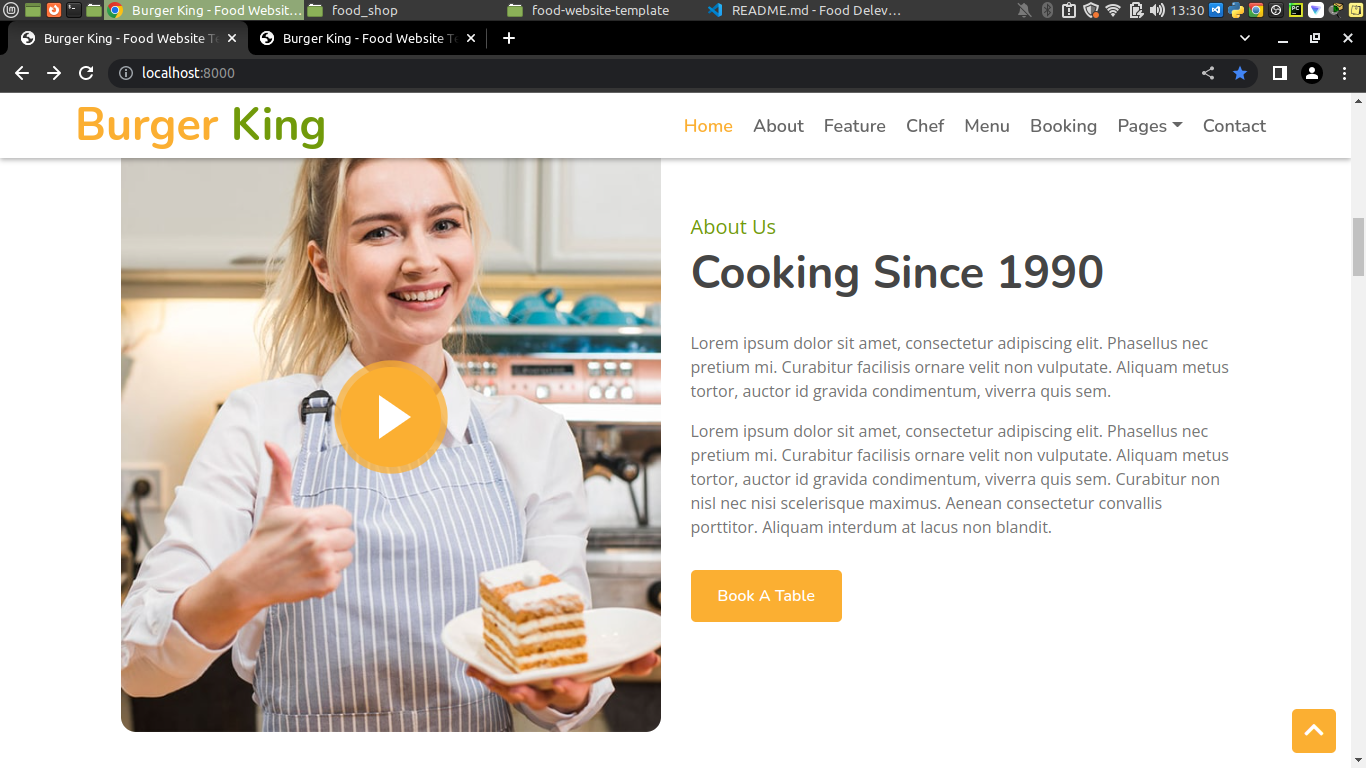 Burger King - Food Websit...
food_shop
food-website-template
README.md - Food Delev...
13:30
Burger King - Food Website Te
Burger King - Food Website Te
localhost:8000
Burger King
Home About Feature Chef Menu Booking Pages Contact
About Us
Cooking Since 1990
Lorem ipsum dolor sit amet, consectetur adipiscing elit. Phasellus nec
pretium mi. Curabitur facilisis ornare velit non vulputate. Aliquam metus
tortor, auctor id gravida condimentum, viverra quis sem.
Lorem ipsum dolor sit amet, consectetur adipiscing elit. Phasellus nec
pretium mi. Curabitur facilisis ornare velit non vulputate. Aliquam metus
tortor, auctor id gravida condimentum, viverra quis sem. Curabitur non
nisl nec nisi scelerisque maximus. Aenean consectetur convallis
porttitor. Aliquam interdum at lacus non blandit.
Book A Table